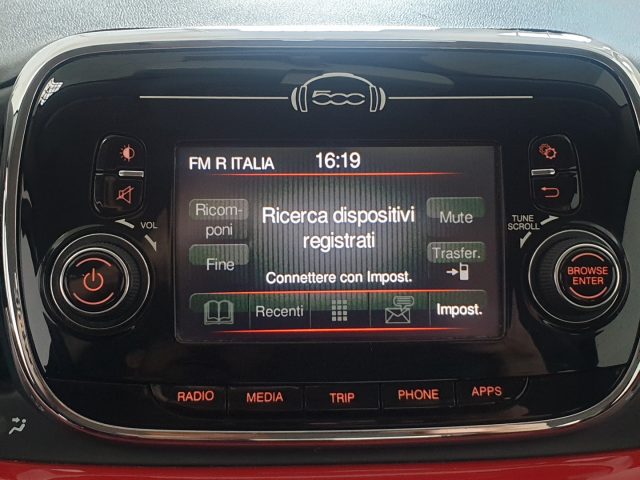 500
FM R ITALIA 16:19
Ricom-
poni
Ricerca dispositivi
registrati
Mute
Fine
Trasfer.
Connettere con Impost.
Recenti
Impost.
VOL
TUNE
SCROLL
BROWSE
ENTER
RADIO
MEDIA
TRIP
PHONE
APPS